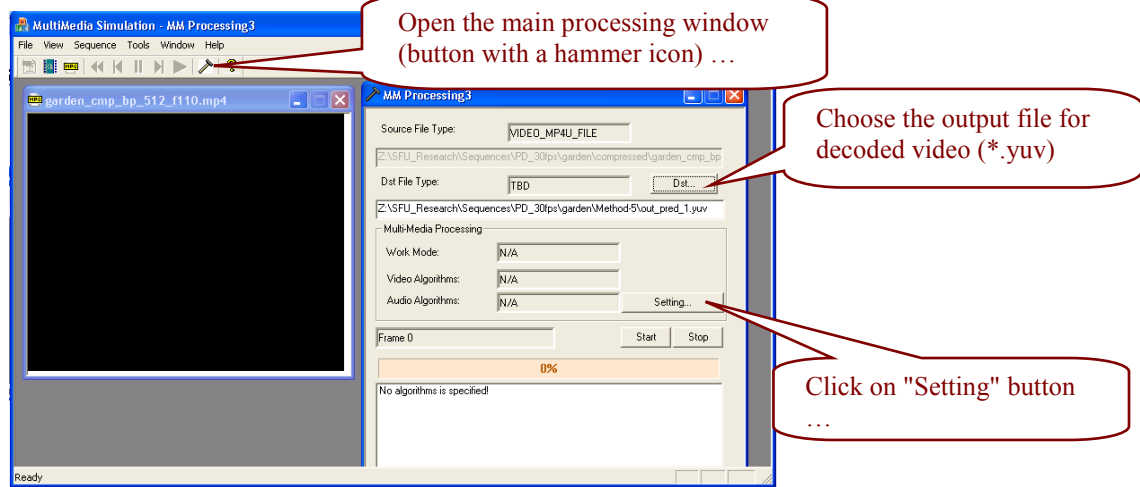 MultiMedia Simulation - MM Processing3
File View Sequence Tools Window Help
Open the main processing window
(button with a hammer icon) …
garden_cmp_bp_512_f110.mp4
MM Processing3
Source File Type:
VIDEO_MP4U_FILE
Z:\SFU_Research\Sequences\PD_30fps\garden\compressed\garden_cmp_bp
Dst File Type:
TBD
Dst...
Z:\SFU_Research\Sequences\PD_30fps\garden\Method-5\out_pred_1.yuv
Choose the output file for
decoded video (*.yuv)
Multi-Media Processing
Work Mode:
N/A
Video Algorithms:
N/A
Audio Algorithms:
N/A
Setting...
Frame 0
Start
Stop
0%
No algorithms is specified!
Click on "Setting" button
…
Ready